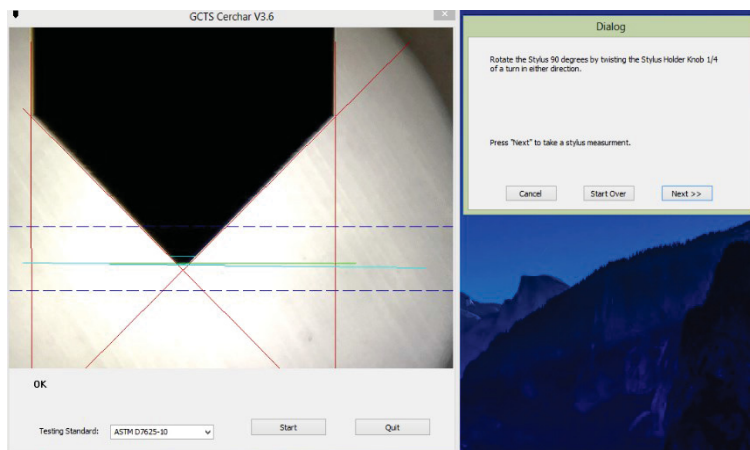 GCTS Cerchar V3.6
OK
Testing Standard:
ASTM D7625-10
Start
Quit
Dialog
Rotate the Stylus 90 degrees by twisting the Stylus Holder Knob 1/4
of a turn in either direction.
Press "Next" to take a stylus measurment.
Cancel
Start Over
Next >>